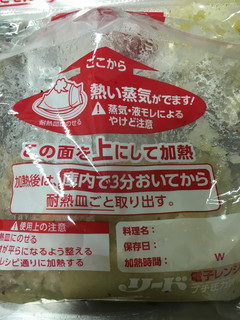 ここから
熱い蒸気がでます!
蒸気・液モレによる
やけど注意
耐熱皿にのせる
この面を上にして加熱
加熱後は、庫内で3分おいてから
耐熱皿ごと取り出す。
使用上の注意
熱皿にのせる
が平らになるよう整える
レシピ通りに加熱する
料理名:
保存日:
加熱時間:
W
電子レンジ
リード